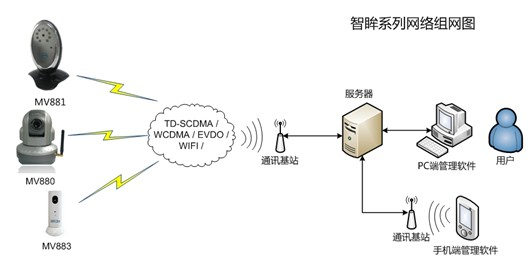 智眸系列网络组网图
MV881
MV880
MV883
TD-SCDMA /
WCDMA / EVDO /
WIFI /
通讯基站
服务器
PC端管理软件
用户
通讯基站
手机端管理软件